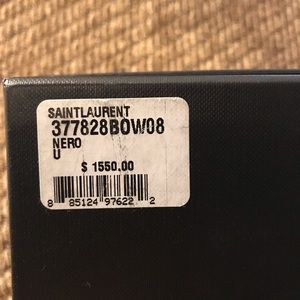 SAINTLAURENT
377828BOW08
NERO
U
$ 1550.00
8 85124 97622 2